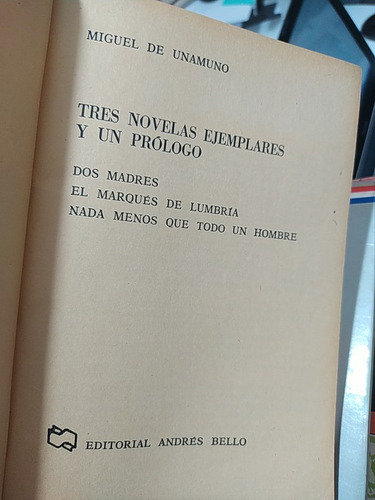 MIGUEL DE UNAMUNO
TRES NOVELAS EJEMPLARES
Y UN PRÓLOGO
DOS MADRES
EL MARQUÉS DE LUMBRÍA
NADA MENOS QUE TODO UN HOMBRE
EDITORIAL ANDRÉS BELLO